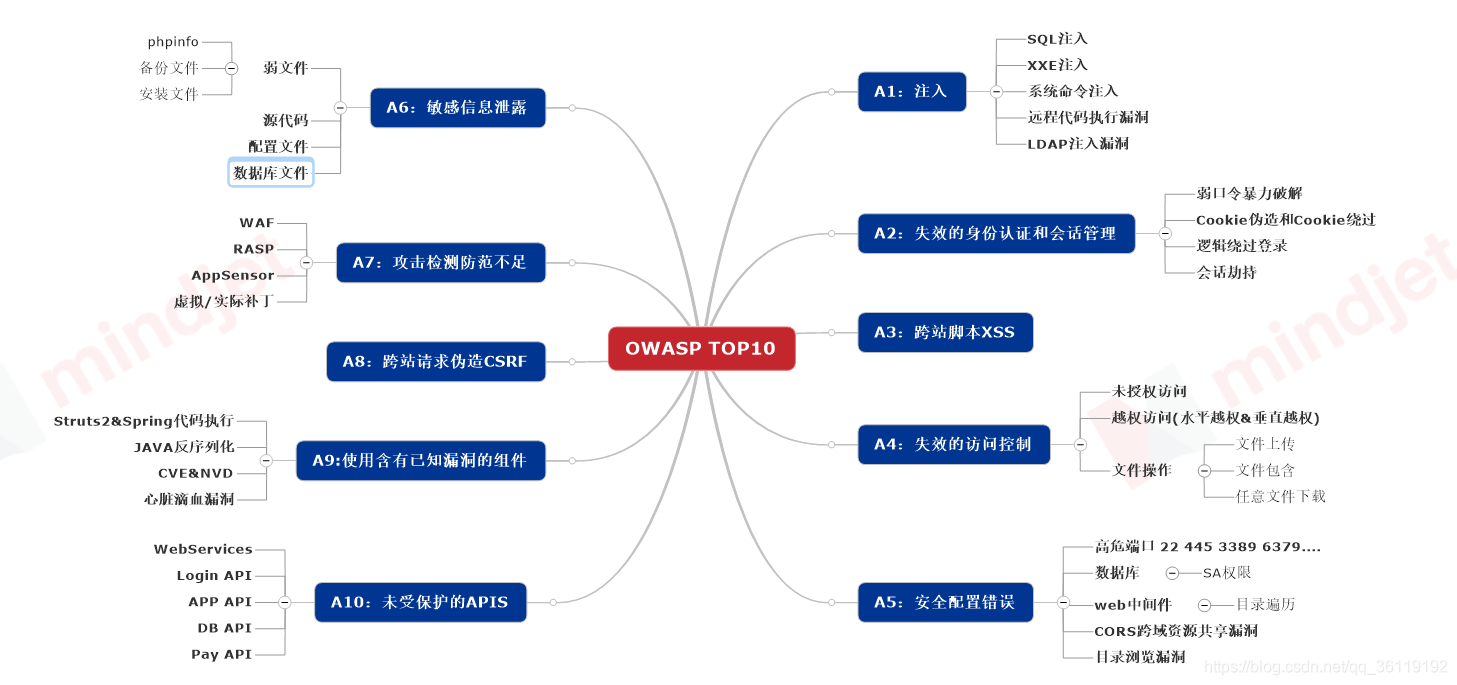 OWASP TOP10
A1：注入
SQL注入
XXE注入
系统命令注入
远程代码执行漏洞
LDAP注入漏洞
A2：失效的身份认证和会话管理
弱口令暴力破解
Cookie伪造和Cookie绕过
逻辑绕过登录
会话劫持
A3：跨站脚本XSS
A4：失效的访问控制
未授权访问
越权访问(水平越权&垂直越权)
文件操作
文件上传
文件包含
任意文件下载
A5：安全配置错误
高危端口 22 445 3389 6379....
数据库
SA权限
web中间件
目录遍历
CORS跨域资源共享漏洞
目录浏览漏洞
A6：敏感信息泄露
弱文件
phpinfo
备份文件
安装文件
源代码
配置文件
数据库文件
A7：攻击检测防范不足
WAF
RASP
AppSensor
虚拟/实际补丁
A8：跨站请求伪造CSRF
A9:使用含有已知漏洞的组件
Struts2&Spring代码执行
JAVA反序列化
CVE&NVD
心脏滴血漏洞
A10：未受保护的APIS
WebServices
Login API
APP API
DB API
Pay API
mindjet
mindjet
https://blog.csdn.net/qq_36119192